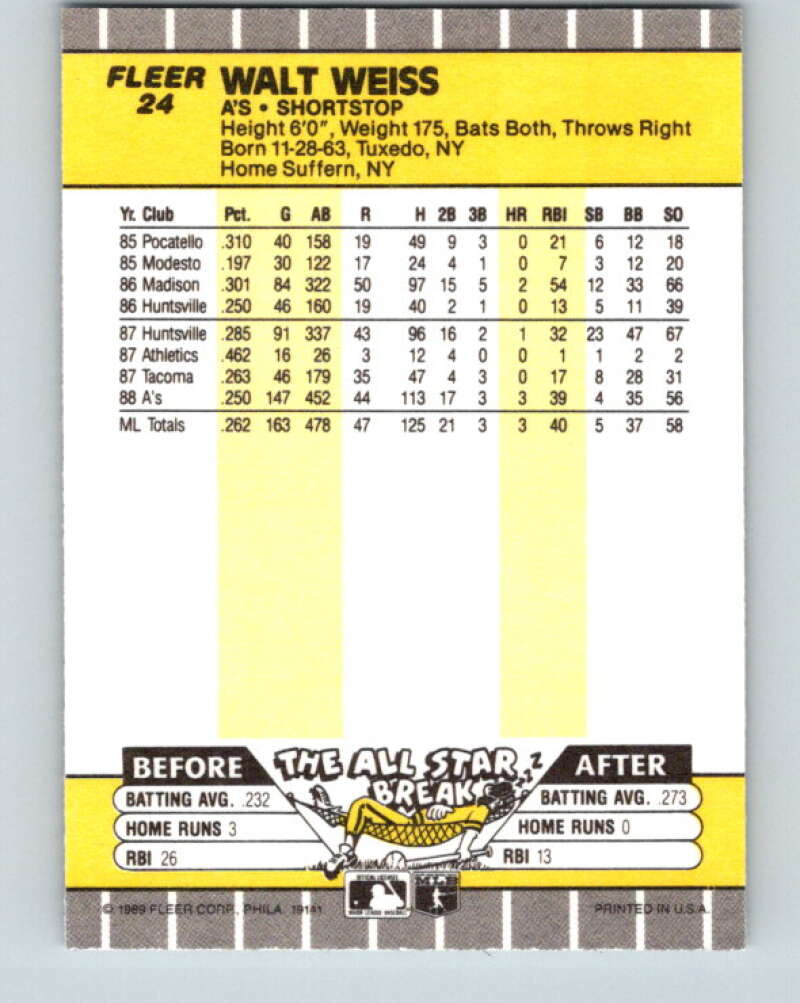 FLEER WALT WEISS
24 A'S • SHORTSTOP
Height 6'0", Weight 175, Bats Both, Throws Right
Born 11-28-63, Tuxedo, NY
Home Suffern, NY
Yr. Club Pct. G AB R H 2B 3B HR RBI SB BB SO
85 Pocatello .310 40 158 19 49 9 3 0 21 6 12 18
85 Modesto .197 30 122 17 24 4 1 0 7 3 12 20
86 Madison .301 84 322 50 97 15 5 2 54 12 33 66
86 Huntsville .250 46 160 19 40 2 1 0 13 5 11 39
87 Huntsville .285 91 337 43 96 16 2 1 32 23 47 67
87 Athletics .462 16 26 3 12 4 0 0 1 1 2 2
87 Tacoma .263 46 179 35 47 4 3 0 17 8 28 31
88 A's .250 147 452 44 113 17 3 3 39 4 35 56
ML Totals .262 163 478 47 125 21 3 3 40 5 37 58
BEFORE THE ALL STAR BREAK ZZZ AFTER
BATTING AVG. .232 BATTING AVG. .273
HOME RUNS 3 HOME RUNS 0
RBI 26 RBI 13
OFFICIAL LICENSEE
MAJOR LEAGUE BASEBALL
© 1989 FLEER CORP., PHILA. 19141 PRINTED IN U.S.A.